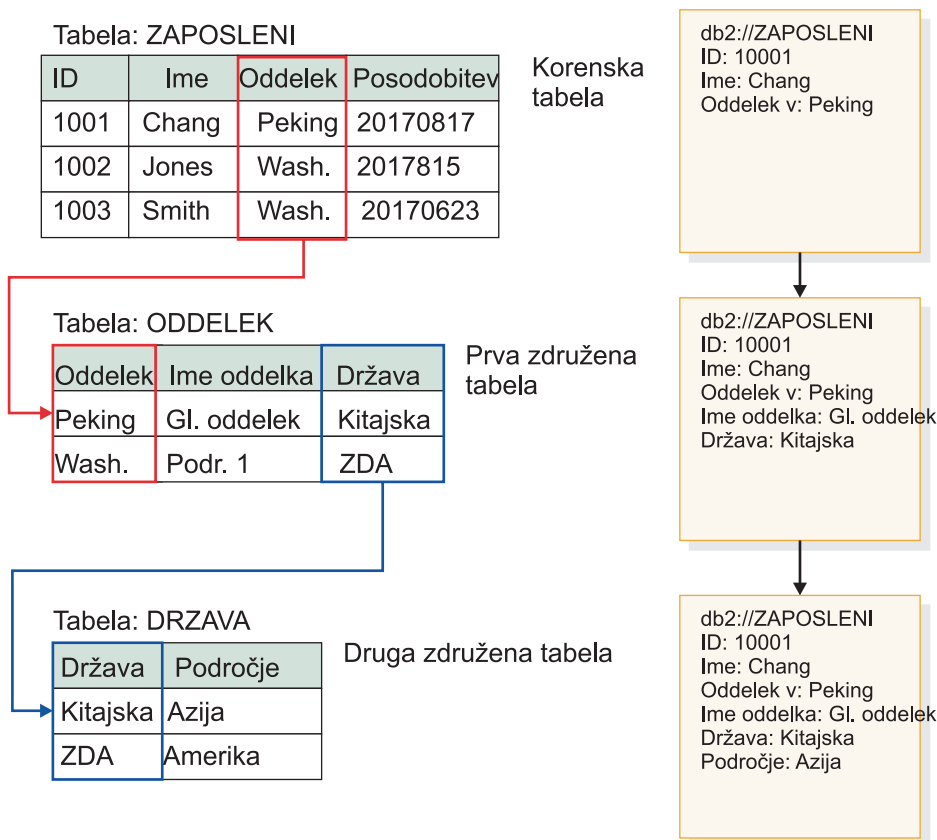 Tabela: ZAPOSLENI
ID Ime Oddelek Posodobitev
1001 Chang Peking 20170817
1002 Jones Wash. 2017815
1003 Smith Wash. 20170623
Korenska
tabela
db2://ZAPOSLENI
ID: 10001
Ime: Chang
Oddelek v: Peking
Tabela: ODDELEK
Oddelek Ime oddelka Država
Peking Gl. oddelek Kitajska
Wash. Podr. 1 ZDA
Prva združena
tabela
db2://ZAPOSLENI
ID: 10001
Ime: Chang
Oddelek v: Peking
Ime oddelka: Gl. oddelek
Država: Kitajska
Tabela: DRZAVA
Država Področje
Kitajska Azija
ZDA Amerika
Druga združena tabela
db2://ZAPOSLENI
ID: 10001
Ime: Chang
Oddelek v: Peking
Ime oddelka: Gl. oddelek
Država: Kitajska
Področje: Azija